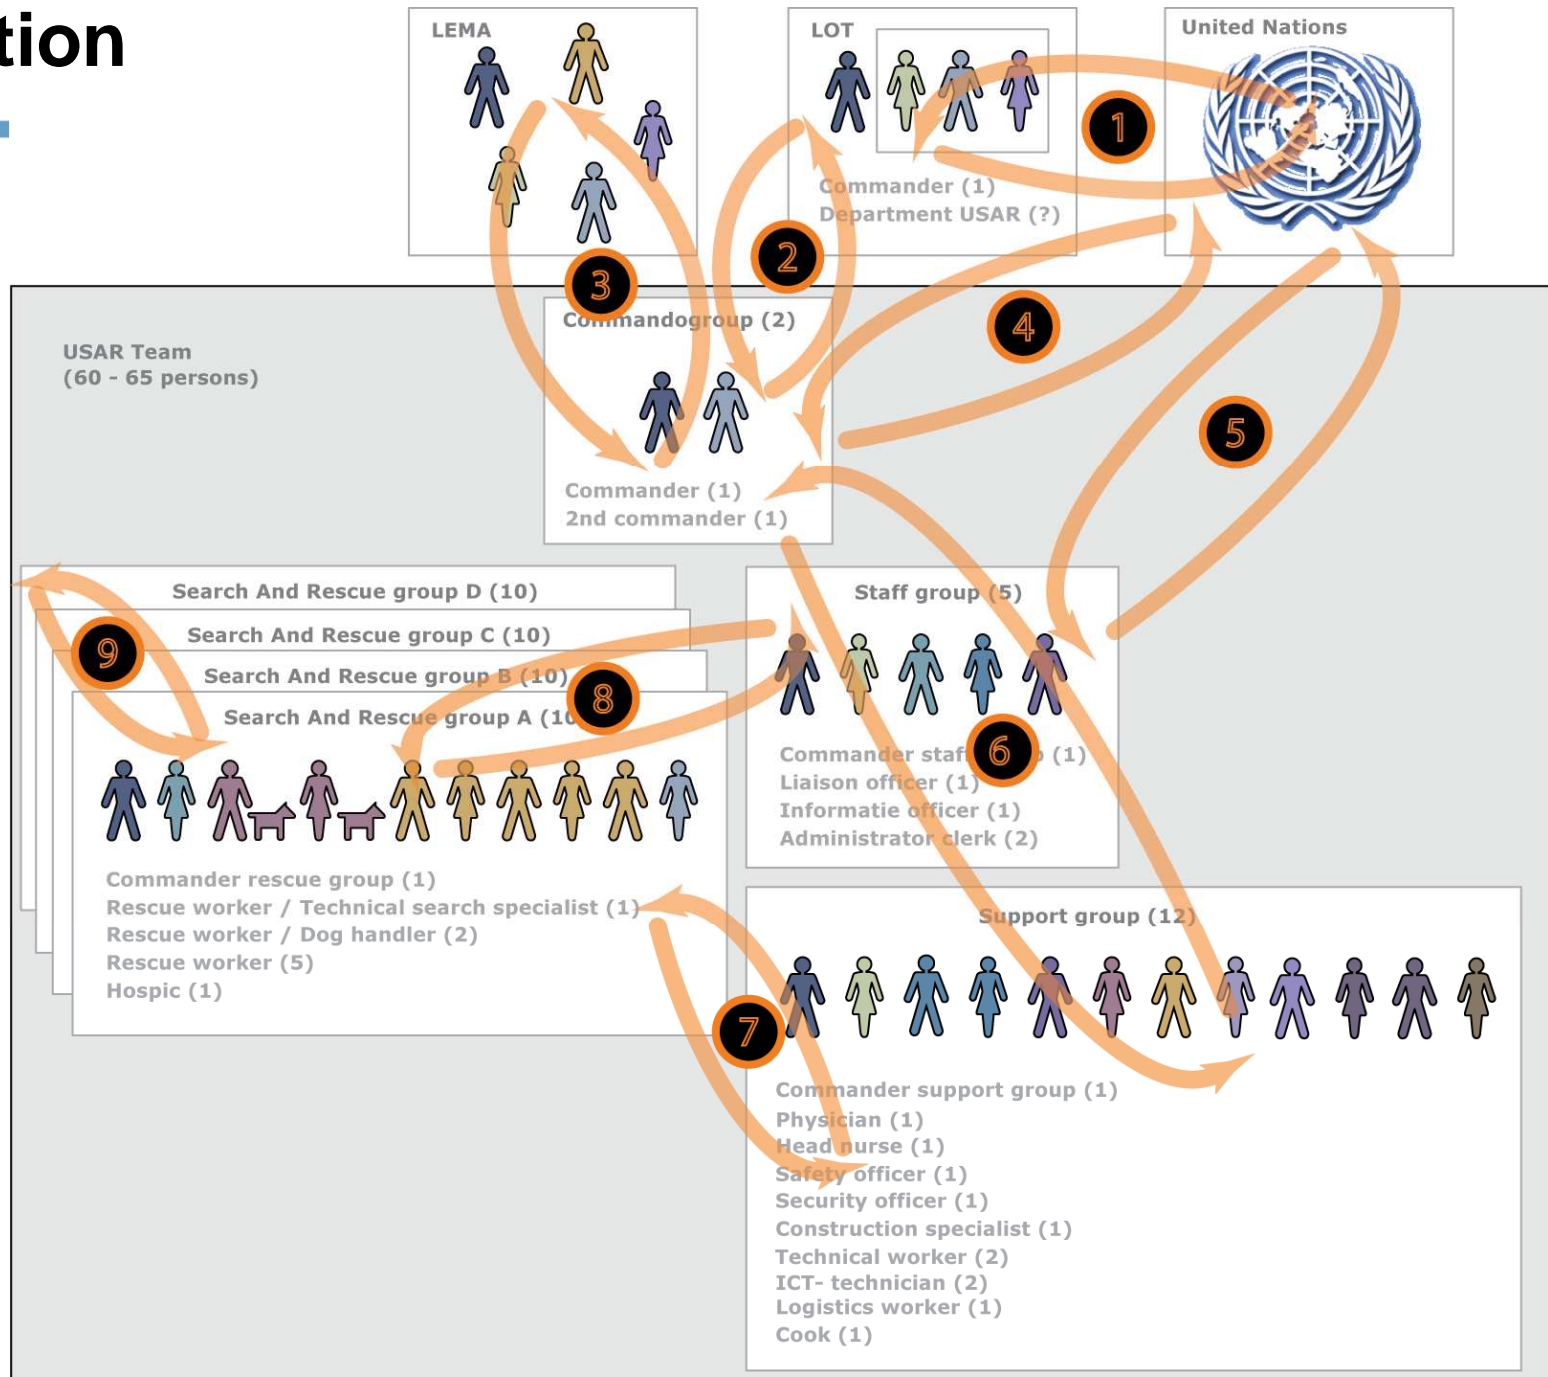 tion
LEMA
LOT
Commander (1)
Department USAR (?)
United Nations
1
2
3
4
5
USAR Team
(60 - 65 persons)
Commandogroup (2)
Commander (1)
2nd commander (1)
Search And Rescue group D (10)
Search And Rescue group C (10)
Search And Rescue group B (10)
Search And Rescue group A (10
9
8
Commander rescue group (1)
Rescue worker / Technical search specialist (1)
Rescue worker / Dog handler (2)
Rescue worker (5)
Hospic (1)
Staff group (5)
6
Commander staf p (1)
Liaison officer (1)
Informatie officer (1)
Administrator clerk (2)
7
Support group (12)
Commander support group (1)
Physician (1)
Head nurse (1)
Safety officer (1)
Security officer (1)
Construction specialist (1)
Technical worker (2)
ICT- technician (2)
Logistics worker (1)
Cook (1)